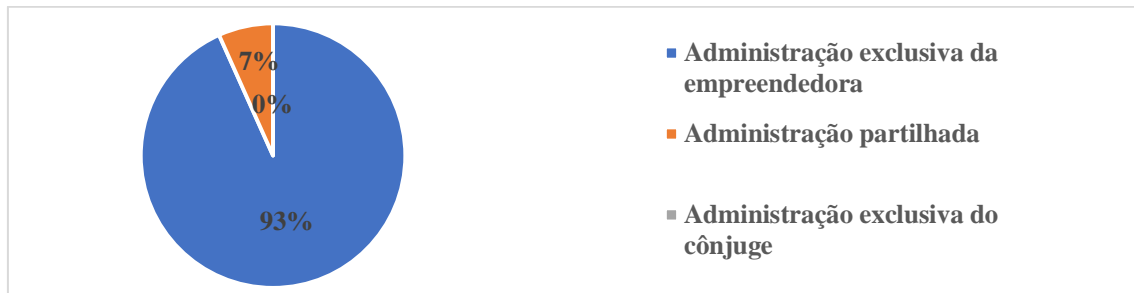 7%
0%
93%
Administração exclusiva da
empreendedora
Administração partilhada
Administração exclusiva do
cônjuge